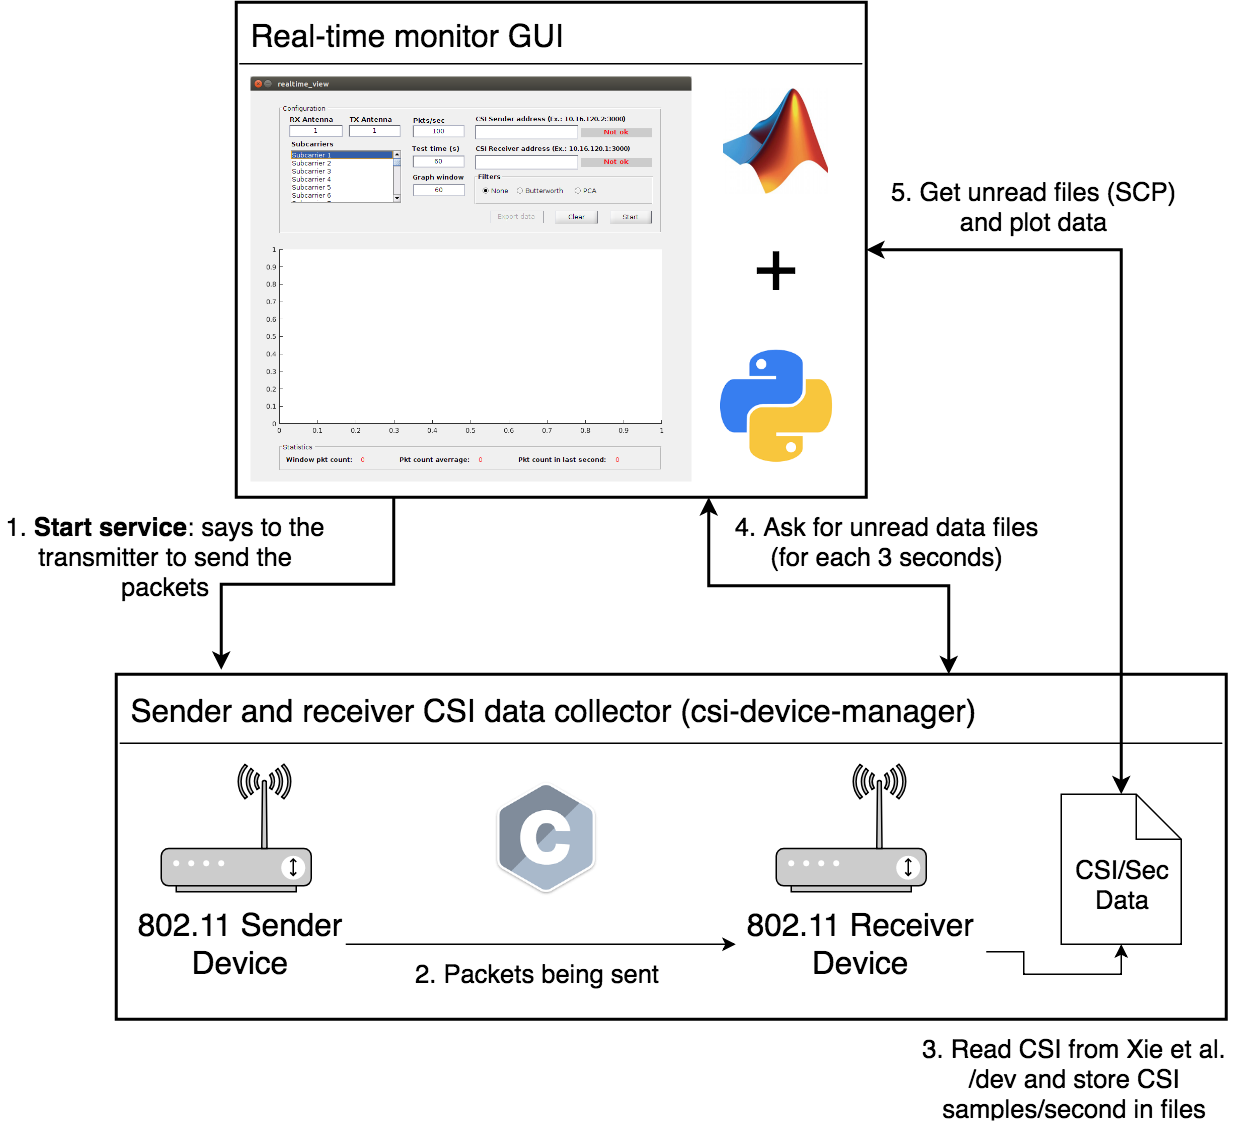 Real-time monitor GUI
realtime_view
Configuration
RX Antenna
TX Antenna
Pkts/sec
CSI Sender address (Ex.: 10.16.120.2:3000)
1
1
100
Not ok
Subcarriers
Subcarrier 1
Subcarrier 2
Subcarrier 3
Subcarrier 4
Subcarrier 5
Subcarrier 6
Test time (s)
60
CSI Receiver address (Ex.: 10.16.120.1:3000)
Not ok
Graph window
60
Filters
None
Butterworth
PCA
Export data
Clear
Start
1
0.9
0.8
0.7
0.6
0.5
0.4
0.3
0.2
0.1
0
0 0.1 0.2 0.3 0.4 0.5 0.6 0.7 0.8 0.9 1
Statistics
Window pkt count: 0 Pkt count averrage: 0 Pkt count in last second: 0
+
5. Get unread files (SCP)
and plot data
1. Start service: says to the
transmitter to send the
packets
4. Ask for unread data files
(for each 3 seconds)
Sender and receiver CSI data collector (csi-device-manager)
C
802.11 Sender
Device
2. Packets being sent
802.11 Receiver
Device
CSI/Sec
Data
3. Read CSI from Xie et al.
/dev and store CSI
samples/second in files